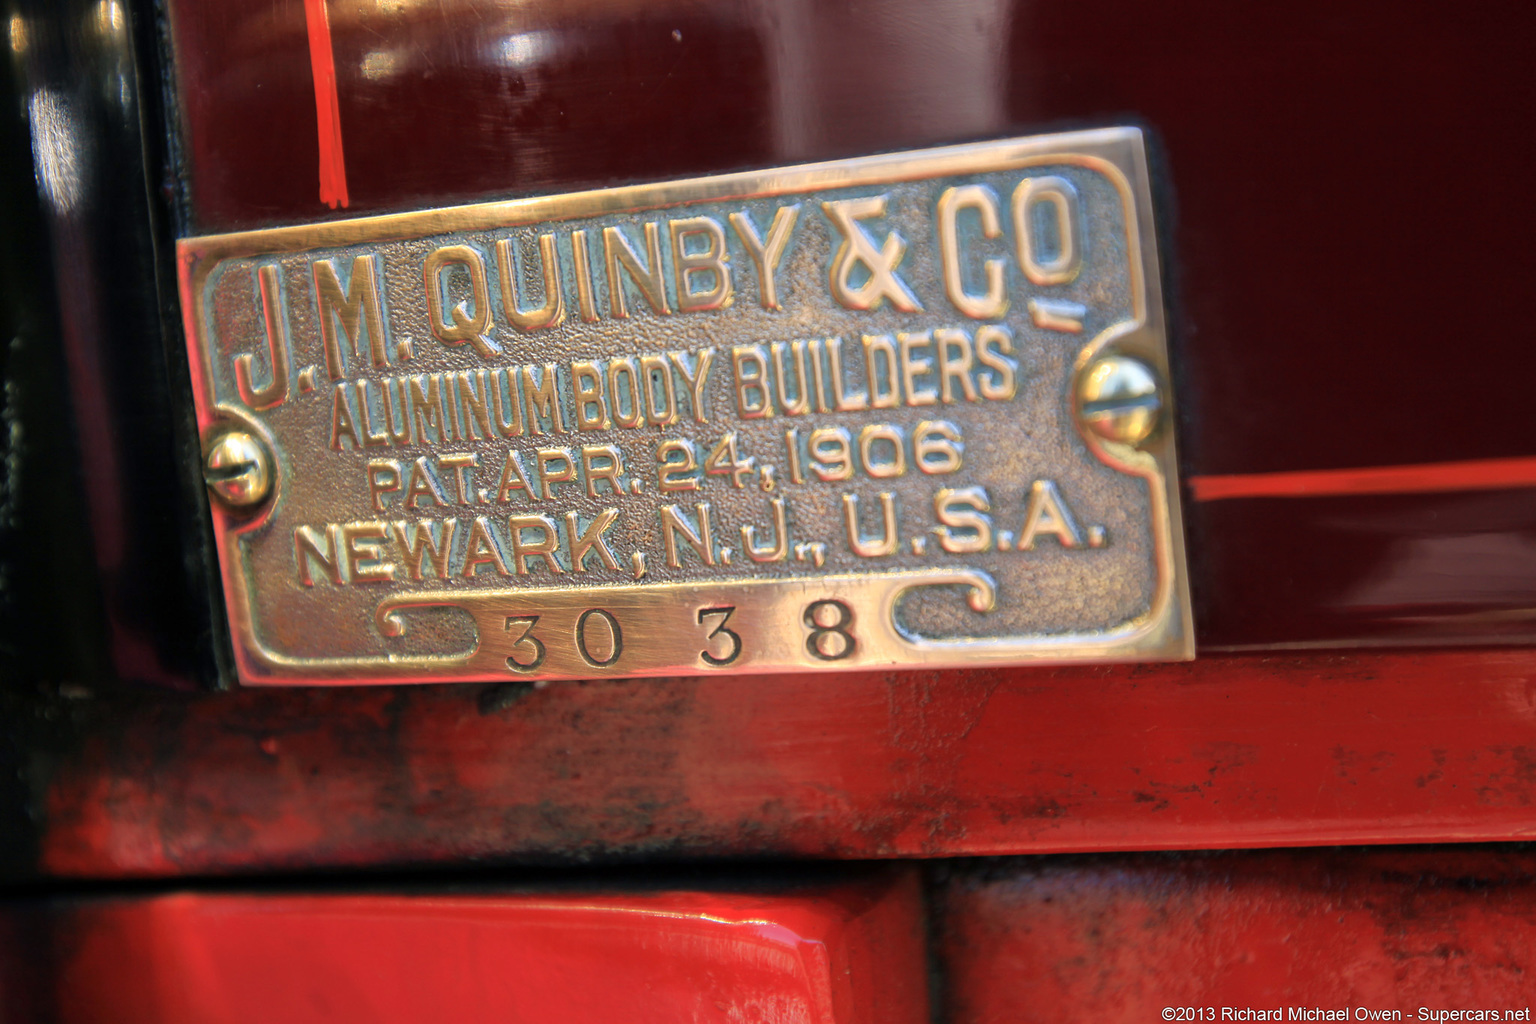 J.M. QUINBY & CO
ALUMINUM BODY BUILDERS
PAT. APR. 24, 1906
NEWARK, N.J., U.S.A.
3038
©2013 Richard Michael Owen - Supercars.net